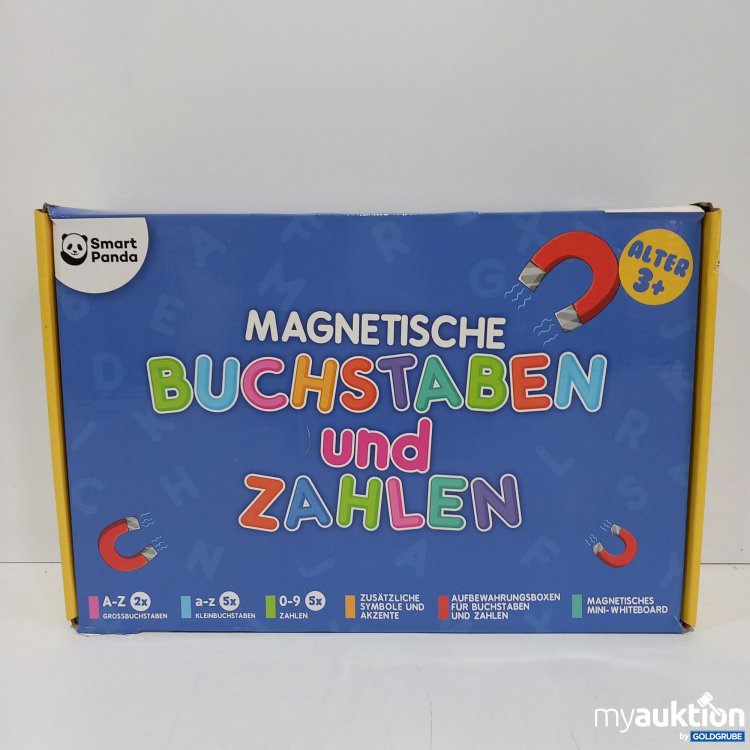 Smart
Panda
ALTER
3+
MAGNETISCHE
BUCHSTABEN
und
ZAHLEN
A-Z 2x
GROSSBUCHSTABEN
a-z 5x
KLEINBUCHSTABEN
0-9 5x
ZAHLEN
ZUSÄTZLICHE
SYMBOLE UND
AKZENTE
AUFBEWAHRUNGSBOXEN
FÜR BUCHSTABEN
UND ZAHLEN
MAGNETISCHES
MINI-WHITEBOARD
myauktion
by GOLDGRUBE